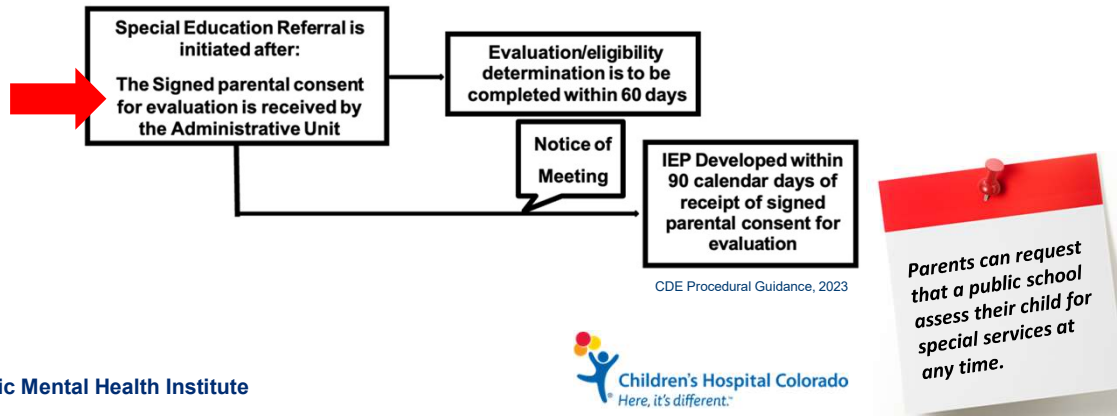 Special Education Referral is
initiated after:
The Signed parental consent
for evaluation is received by
the Administrative Unit
Evaluation/eligibility
determination is to be
completed within 60 days
Notice of
Meeting
IEP Developed within
90 calendar days of
receipt of signed
parental consent for
evaluation
CDE Procedural Guidance, 2023
Parents can request
that a public school
assess their child for
special services at
any time.
ic Mental Health Institute
Children's Hospital Colorado
Here, it's different.™